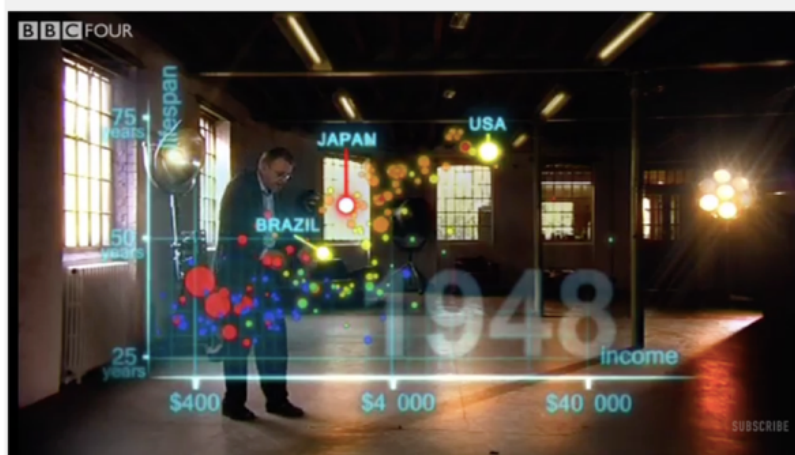 BBC FOUR
lifespan
75
years
USA
JAPAN
BRAZIL
50
years
1948
25
years
income
$400
$4 000
$40 000
SUBSCRIBE